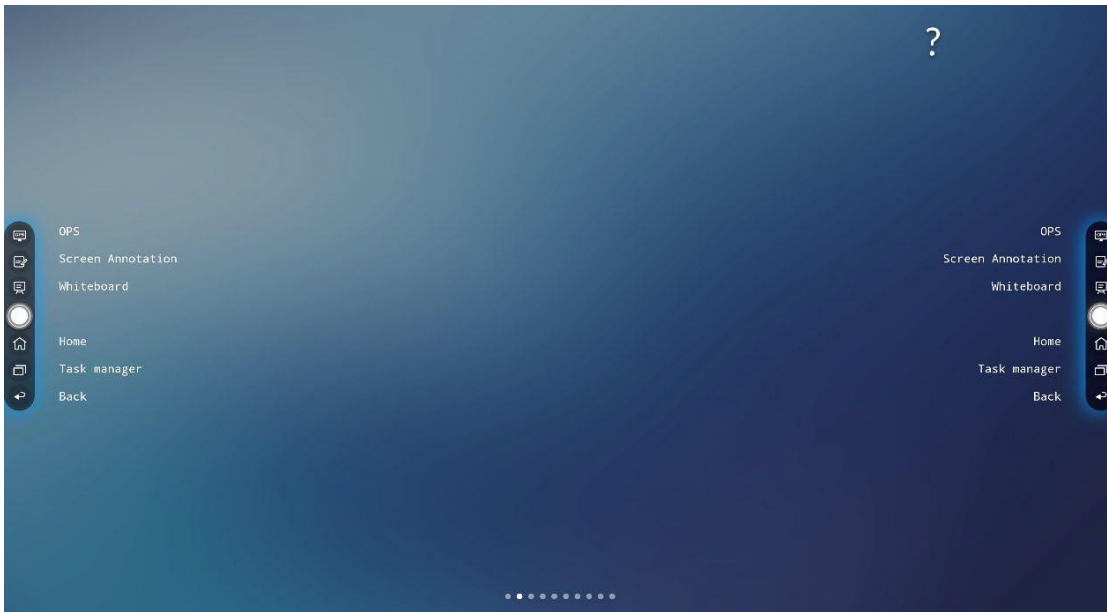 ?
OPS
Screen Annotation
Whiteboard
Home
Task manager
Back
OPS
Screen Annotation
Whiteboard
Home
Task manager
Back